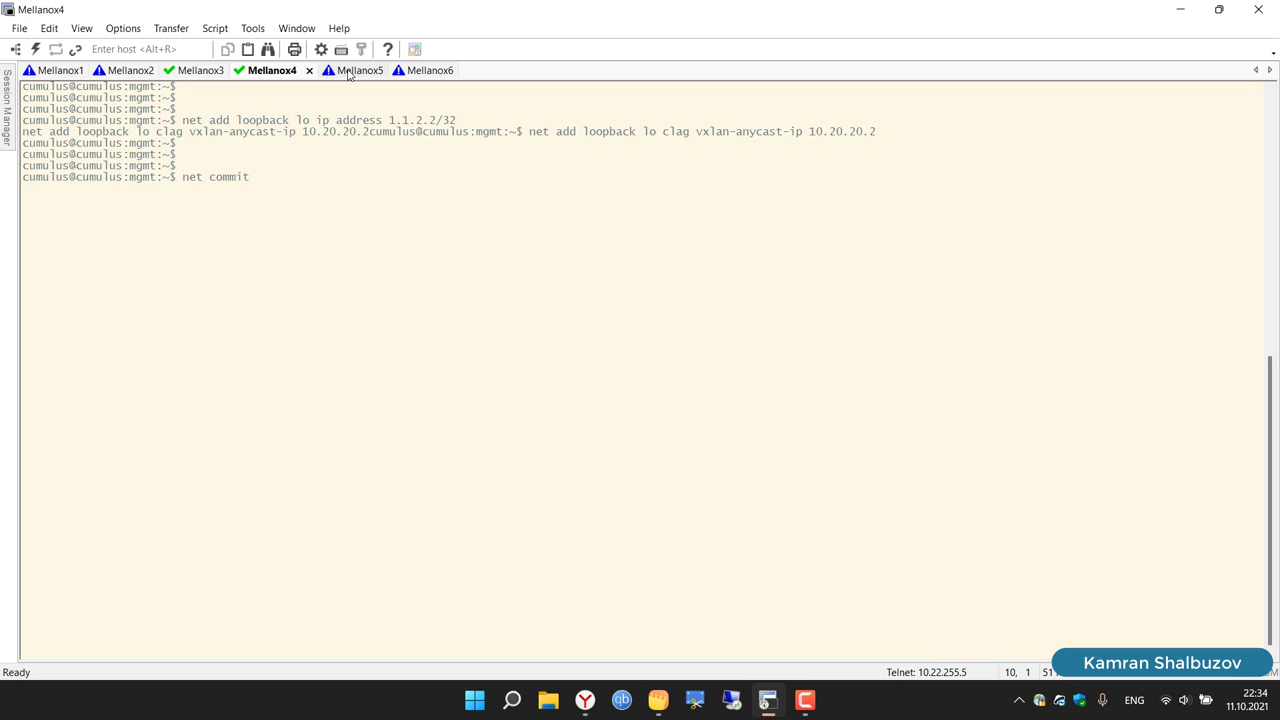 Mellanox4
File Edit View Options Transfer Script Tools Window Help
Enter host <Alt+R>
Session Manager
Mellanox1 Mellanox2 Mellanox3 Mellanox4 Mellanox5 Mellanox6
cumulus@cumulus:mgmt:~$
cumulus@cumulus:mgmt:~$
cumulus@cumulus:mgmt:~$
cumulus@cumulus:mgmt:~$ net add loopback lo ip address 1.1.2.2/32
net add loopback lo clag vxlan-anycast-ip 10.20.20.2cumulus@cumulus:mgmt:~$ net add loopback lo clag vxlan-anycast-ip 10.20.20.2
cumulus@cumulus:mgmt:~$
cumulus@cumulus:mgmt:~$
cumulus@cumulus:mgmt:~$
cumulus@cumulus:mgmt:~$ net commit
Kamran Shalbuzov
Ready Telnet: 10.22.255.5 10, 1
ENG
22:34
11.10.2021